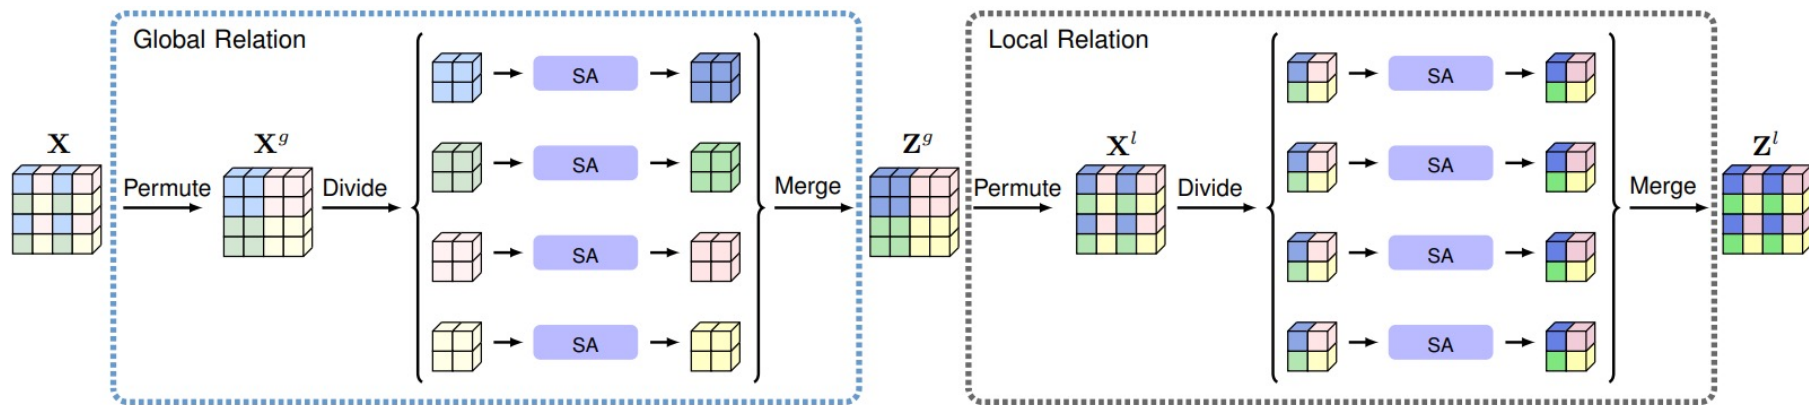 Global Relation
Local Relation
X
Permute
X^g
Divide
SA
SA
SA
SA
Merge
Z^g
Permute
X^l
Divide
SA
SA
SA
SA
Merge
Z^l